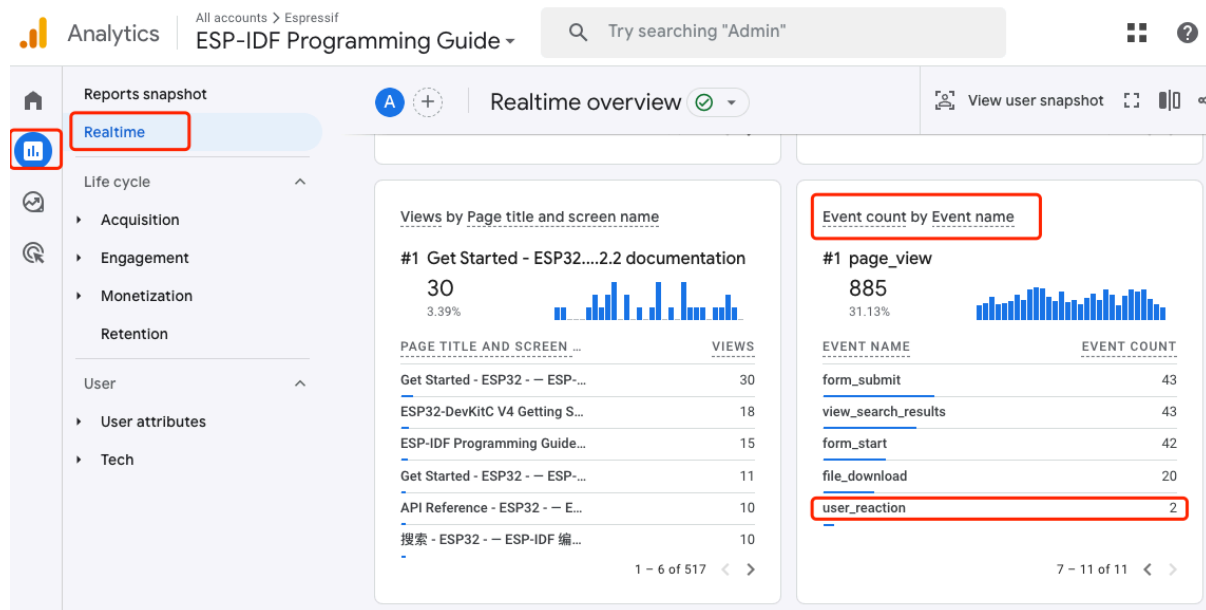 Analytics
All accounts > Espressif
ESP-IDF Programming Guide
Try searching "Admin"
Reports snapshot
Realtime
Life cycle
Acquisition
Engagement
Monetization
Retention
User
User attributes
Tech
A
Realtime overview
View user snapshot
Views by Page title and screen name
#1 Get Started - ESP32....2.2 documentation
30
3.39%
PAGE TITLE AND SCREEN ... VIEWS
Get Started - ESP32 - — ESP-... 30
ESP32-DevKitC V4 Getting S... 18
ESP-IDF Programming Guide... 15
Get Started - ESP32 - — ESP-... 11
API Reference - ESP32 - — E... 10
搜索 - ESP32 - — ESP-IDF 编... 10
1 – 6 of 517
Event count by Event name
#1 page_view
885
31.13%
EVENT NAME EVENT COUNT
form_submit 43
view_search_results 43
form_start 42
file_download 20
user_reaction 2
7 – 11 of 11